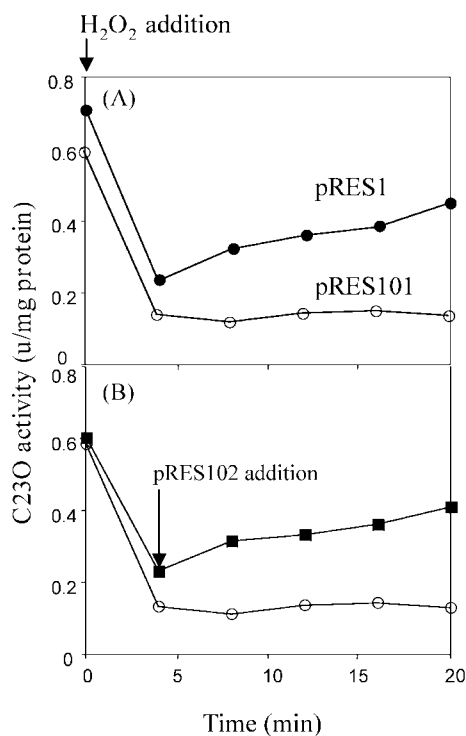 H₂O₂ addition
0.8
(A)
0.6
pRES1
0.4
pRES101
0.2
0
0.8
(B)
0.6
pRES102 addition
0.4
0.2
0
C23O activity (u/mg protein)
0 5 10 15 20
Time (min)